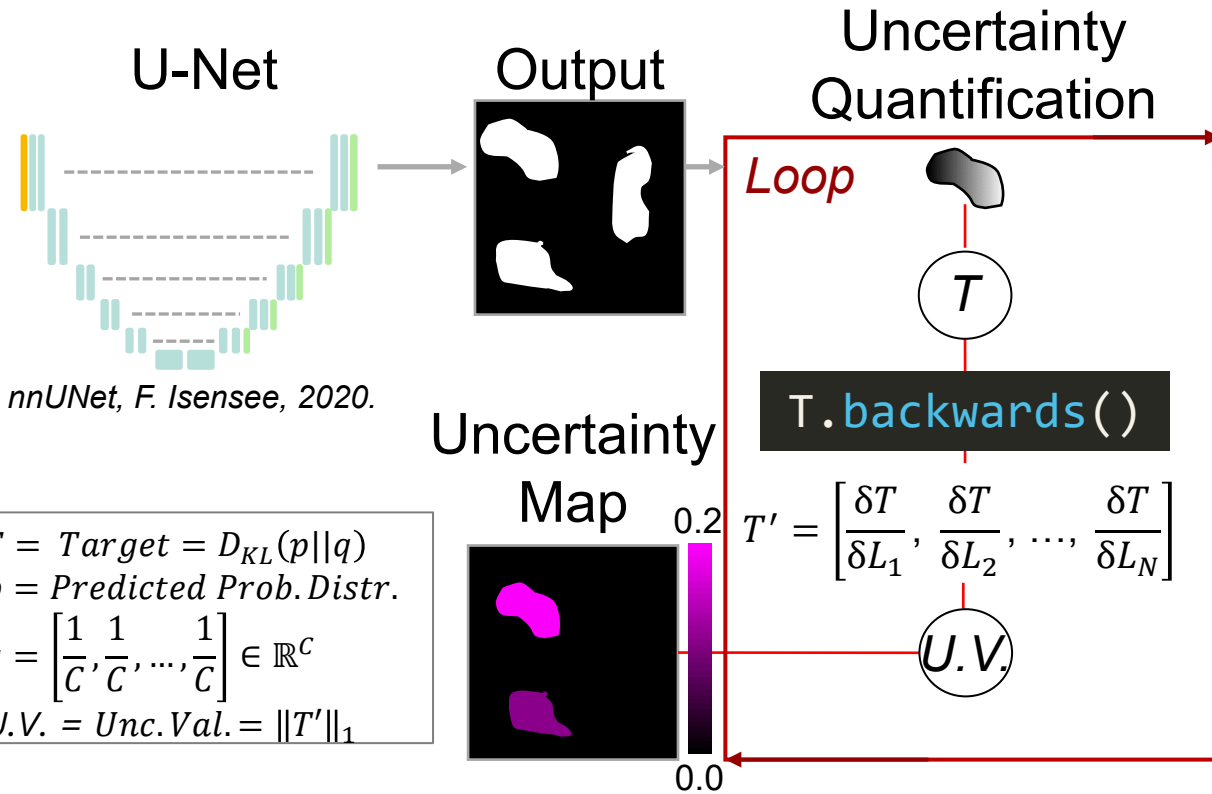 U-Net
Output
Uncertainty
Quantification
Loop
T
T.backwards()
T′ = [δT/δL₁, δT/δL₂, ..., δT/δL_N]
U.V.
nnUNet, F. Isensee, 2020.
Uncertainty
Map
0.2
0.0
= Target = D_KL(p||q)
= Predicted Prob. Distr.
= [1/C, 1/C, ..., 1/C] ∈ ℝ^C
U.V. = Unc. Val. = ‖T′‖₁